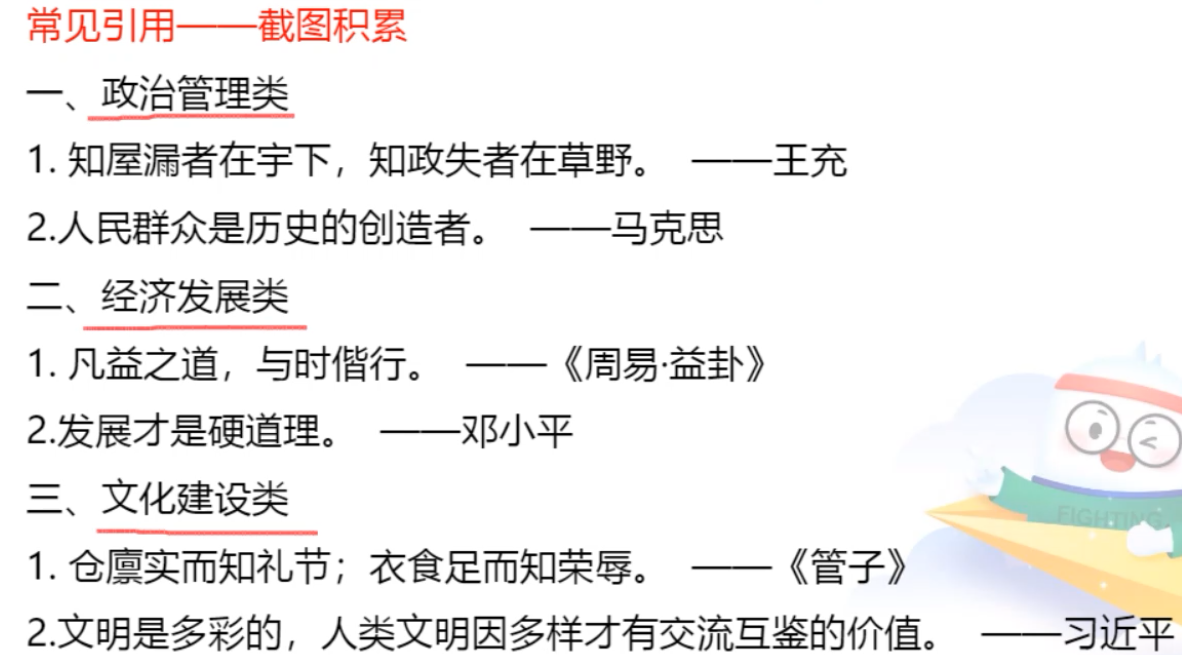 常见引用——截图积累
一、政治管理类
1. 知屋漏者在宇下，知政失者在草野。 ——王充
2.人民群众是历史的创造者。 ——马克思
二、经济发展类
1. 凡益之道，与时偕行。 ——《周易·益卦》
2.发展才是硬道理。 ——邓小平
三、文化建设类
1. 仓廪实而知礼节；衣食足而知荣辱。 ——《管子》
2.文明是多彩的，人类文明因多样才有交流互鉴的价值。 ——习近平
FIGHTING